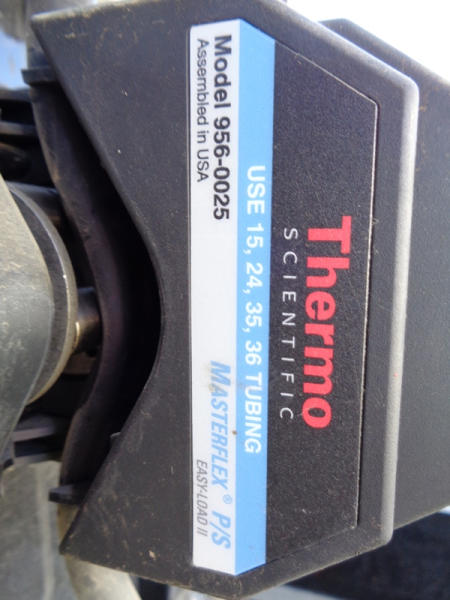 Thermo
SCIENTIFIC
USE 15, 24, 35, 36 TUBING
Model 956-0025
Assembled in USA
MASTERFLEX® P/S
EASY-LOAD II